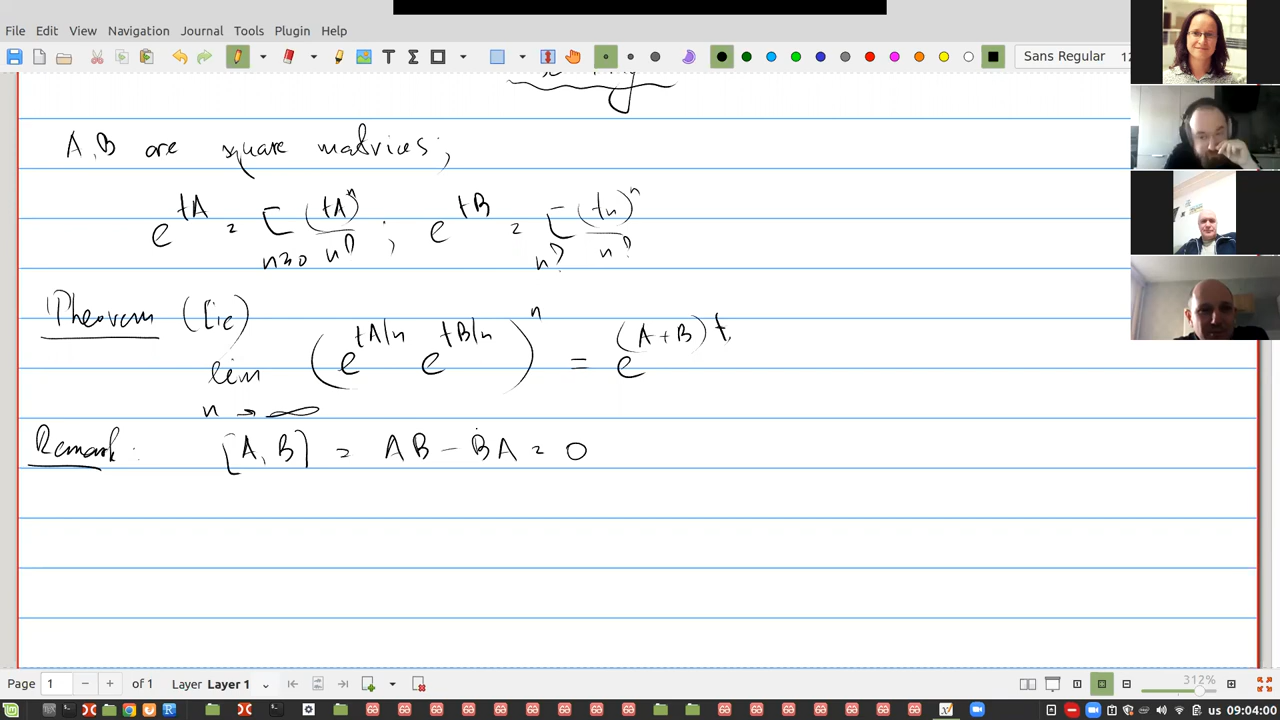 File Edit View Navigation Journal Tools Plugin Help
Sans Regular 12
A, B are square matrices;
e^{tA} = Σ_{n≥0} (tA)^n / n! ; e^{tB} = Σ_{n!} (tn)^n / n!
Theorem (Lie)
lim_{n → ∞} (e^{tA/n} e^{tB/n})^n = e^{(A+B)t}
Remark: [A, B] = AB - BA = 0
Page 1 of 1 Layer Layer 1 312%
us 09:04:00